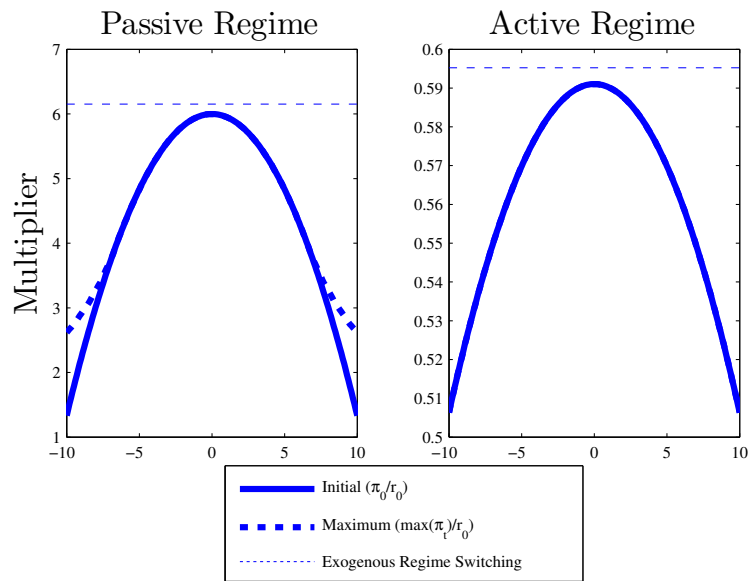 Passive Regime
Active Regime
Multiplier
7
6
5
4
3
2
1
−10 −5 0 5 10
0.6
0.59
0.58
0.57
0.56
0.55
0.54
0.53
0.52
0.51
0.5
−10 −5 0 5 10
Initial (π0/r0)
Maximum (max(πt)/r0)
Exogenous Regime Switching